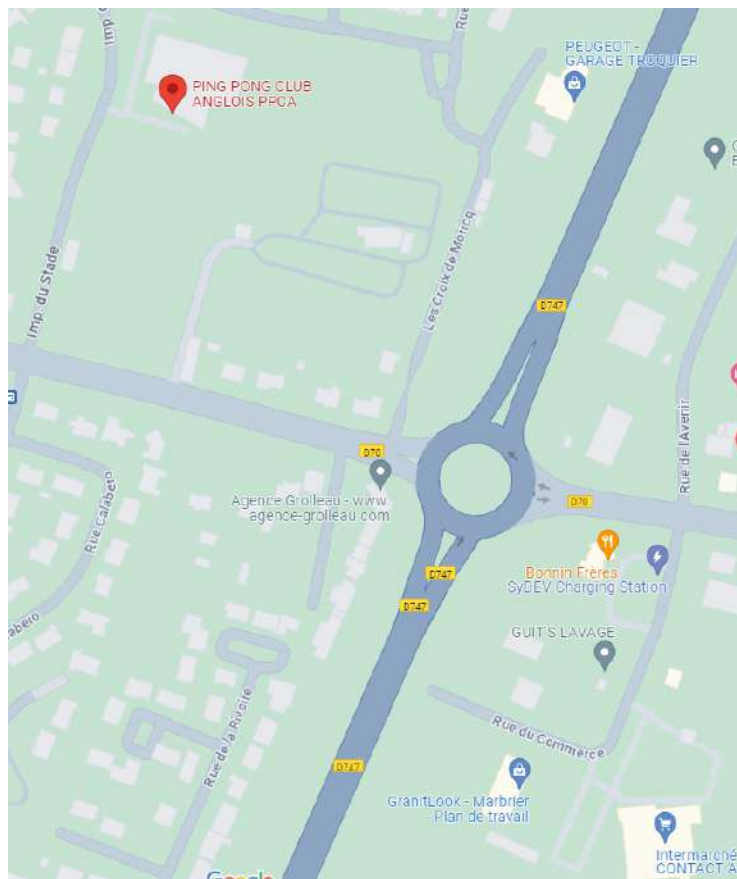 PEUGEOT -
GARAGE TROQUIER
PING PONG CLUB
ANGLOIS PPCA
Imp. du Stade
Les Croix de Moricq
D747
Rue de l'Avenir
D70
Agence Grolleau - www.
agence-grolleau.com
D70
Rue Calabeto
Bonnin Frères
SyDEV Charging Station
D747
D747
GUIT'S LAVAGE
Rue de la Rivoite
Rue du Commerce
D747
GranitLook - Marbrier
- Plan de travail
Intermarché
CONTACT A
Google